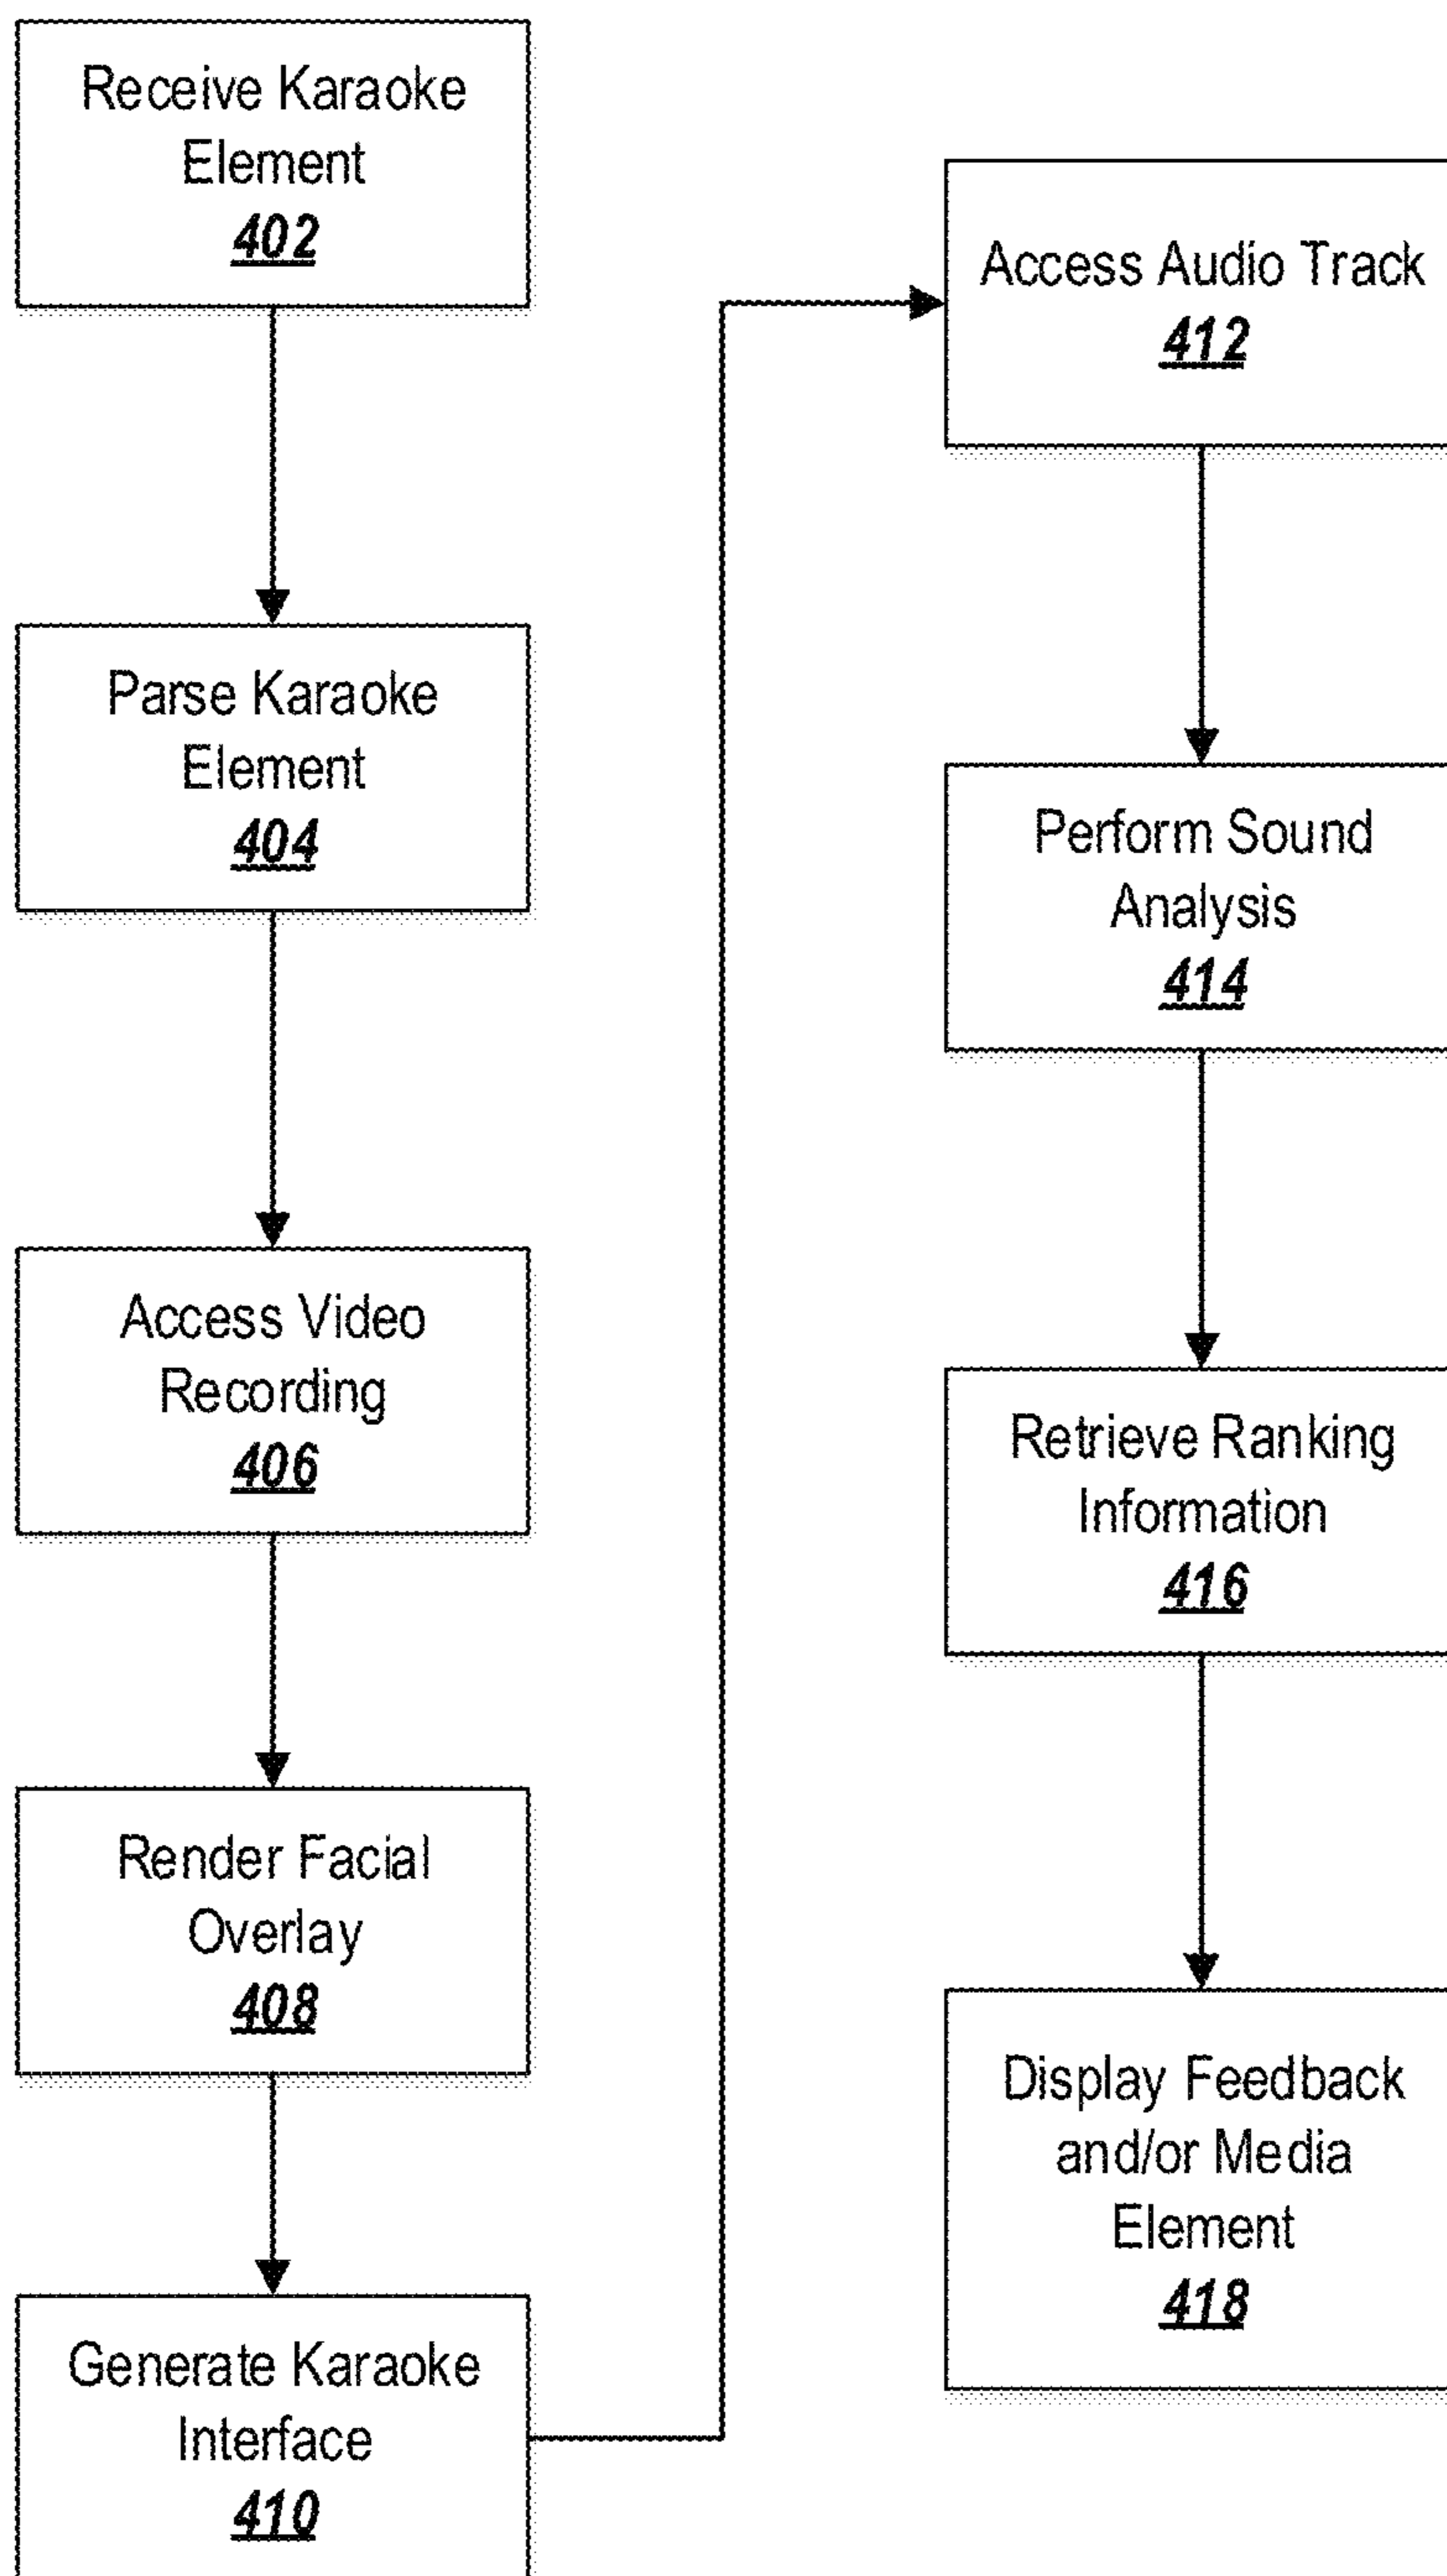 Receive Karaoke
Element
402
Parse Karaoke
Element
404
Access Video
Recording
406
Render Facial
Overlay
408
Generate Karaoke
Interface
410
Access Audio Track
412
Perform Sound
Analysis
414
Retrieve Ranking
Information
416
Display Feedback
and/or Media
Element
418